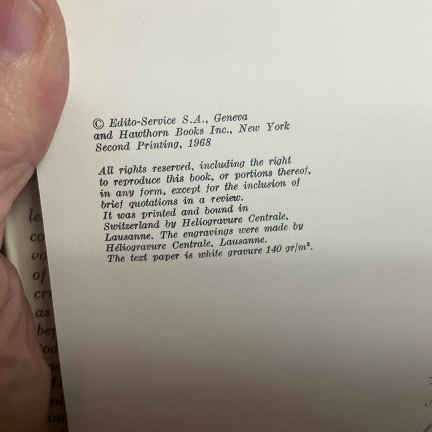 © Edito-Service S.A., Geneva
and Hawthorn Books Inc., New York
Second Printing, 1968
All rights reserved, including the right
to reproduce this book, or portions thereof,
in any form, except for the inclusion of
brief quotations in a review.
It was printed and bound in
Switzerland by Heliogravure Centrale,
Lausanne. The engravings were made by
Héliogravure Centrale, Lausanne.
The text paper is white gravure 140 gr/m².
of
as